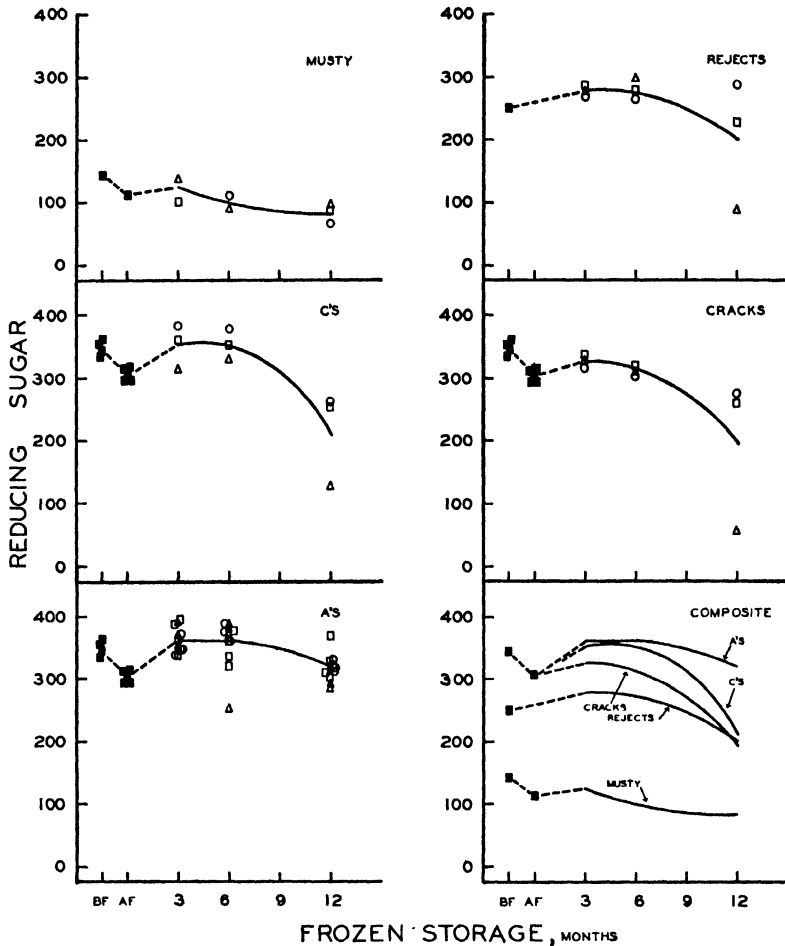 MUSTY
400
300
200
100
0
REJECTS
400
300
200
100
0
C'S
400
300
200
100
0
CRACKS
400
300
200
100
0
A'S
400
300
200
100
0
BF AF 3 6 9 12
COMPOSITE
400
300
200
100
0
A'S
C'S
CRACKS
REJECTS
MUSTY
BF AF 3 6 9 12
REDUCING SUGAR
FROZEN STORAGE, MONTHS